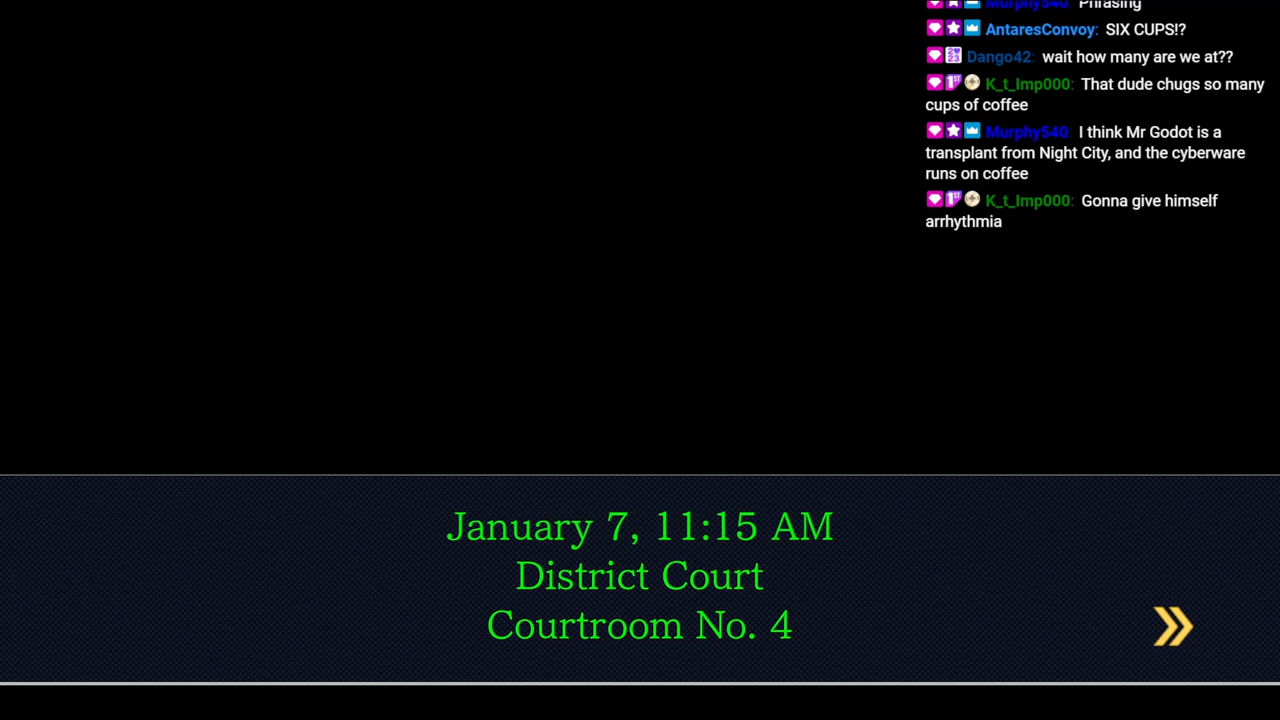 Murphy540: Phrasing
AntaresConvoy: SIX CUPS!?
Dango42: wait how many are we at??
K_t_Imp000: That dude chugs so many
cups of coffee
Murphy540: I think Mr Godot is a
transplant from Night City, and the cyberware
runs on coffee
K_t_Imp000: Gonna give himself
arrhythmia
January 7, 11:15 AM
District Court
Courtroom No. 4